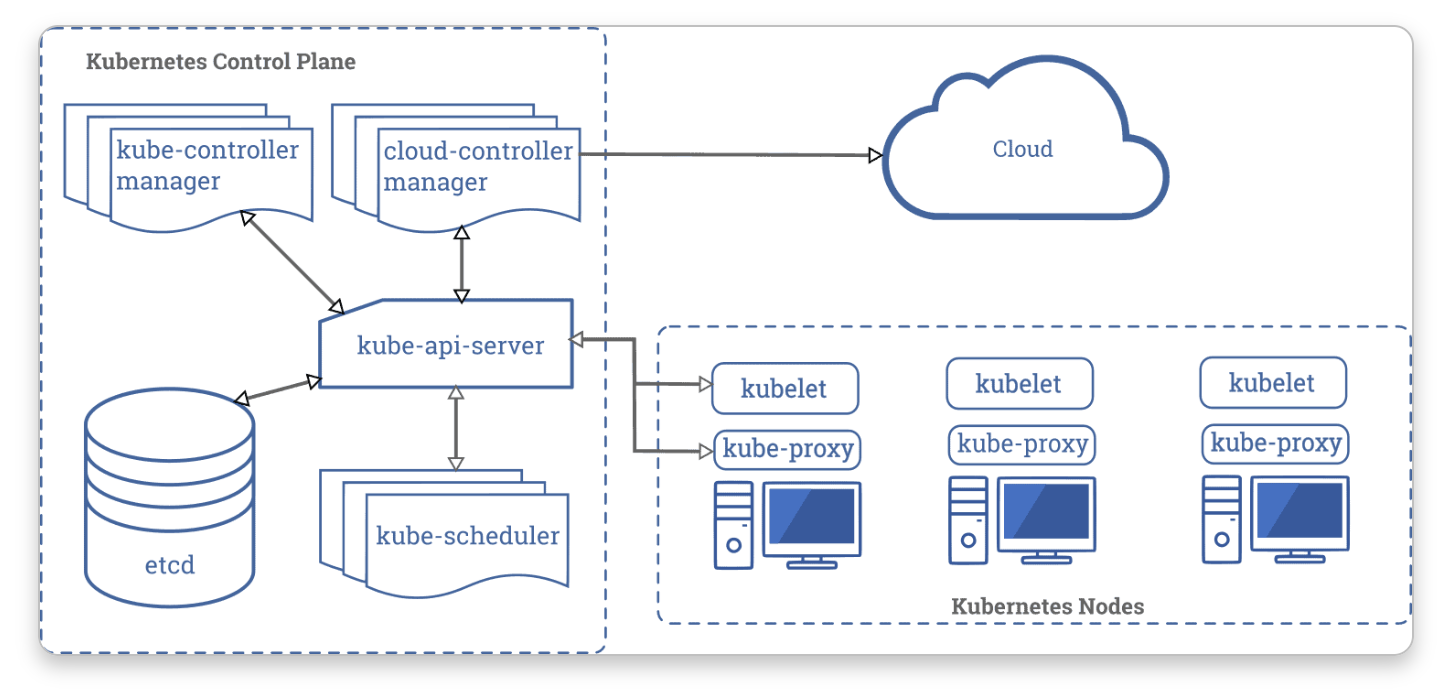 Kubernetes Control Plane
kube-controller
manager
cloud-controller
manager
Cloud
kube-api-server
etcd
kube-scheduler
kubelet
kube-proxy
kubelet
kube-proxy
kubelet
kube-proxy
Kubernetes Nodes